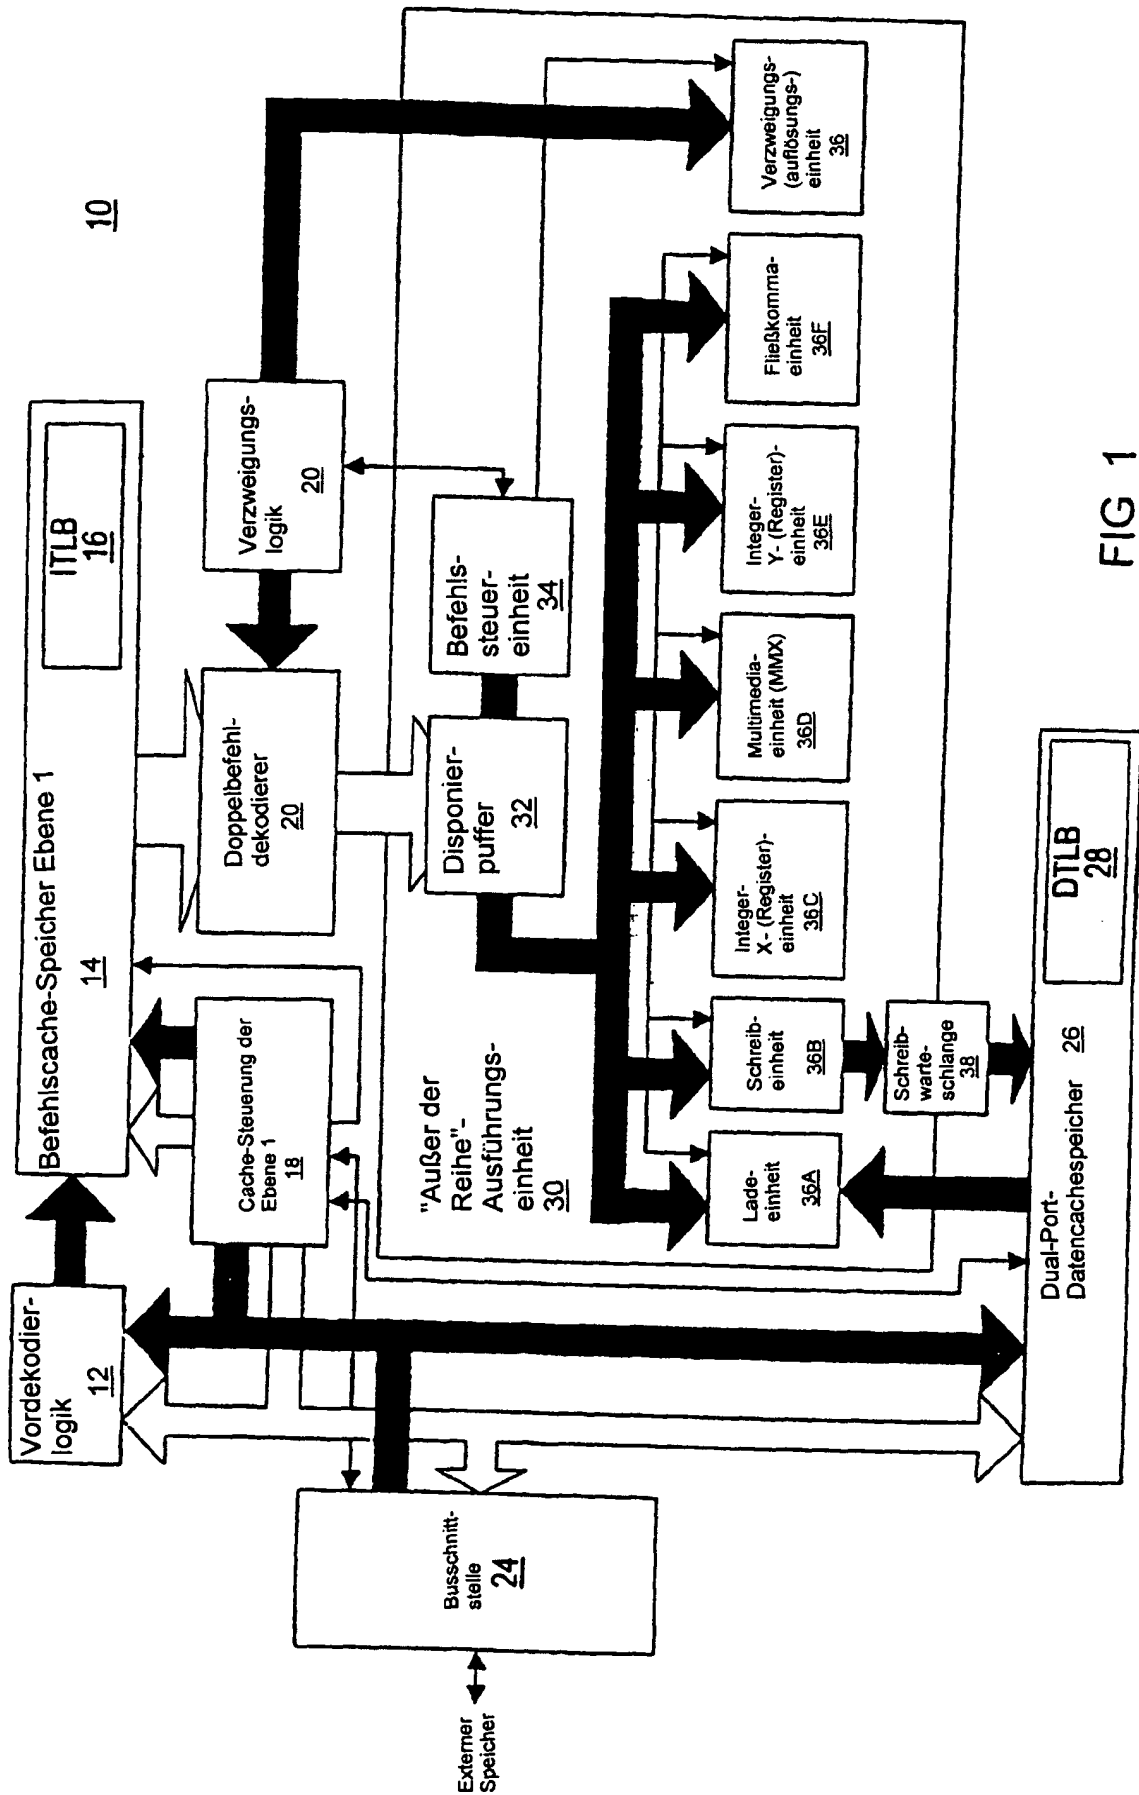 10
Vordekodier-
logik
12
Befehlscache-Speicher Ebene 1
14
ITLB
16
Cache-Steuerung der
Ebene 1
18
Doppelbefehl-
dekodierer
20
Verzweigungs-
logik
20
Externer
Speicher
Busschnitt-
stelle
24
"Außer der
Reihe"-
Ausführungs-
einheit
30
Disponier-
puffer
32
Befehls-
steuer-
einheit
34
Lade-
einheit
36A
Schreib-
einheit
36B
Integer-
X- (Register)-
einheit
36C
Multimedia-
einheit (MMX)
36D
Integer-
Y- (Register)-
einheit
36E
Fließkomma-
einheit
36F
Verzweigungs-
(auflösungs-)
einheit
36
Schreib-
warte-
schlange
38
Dual-Port-
Datencachespeicher
26
DTLB
28
FIG 1